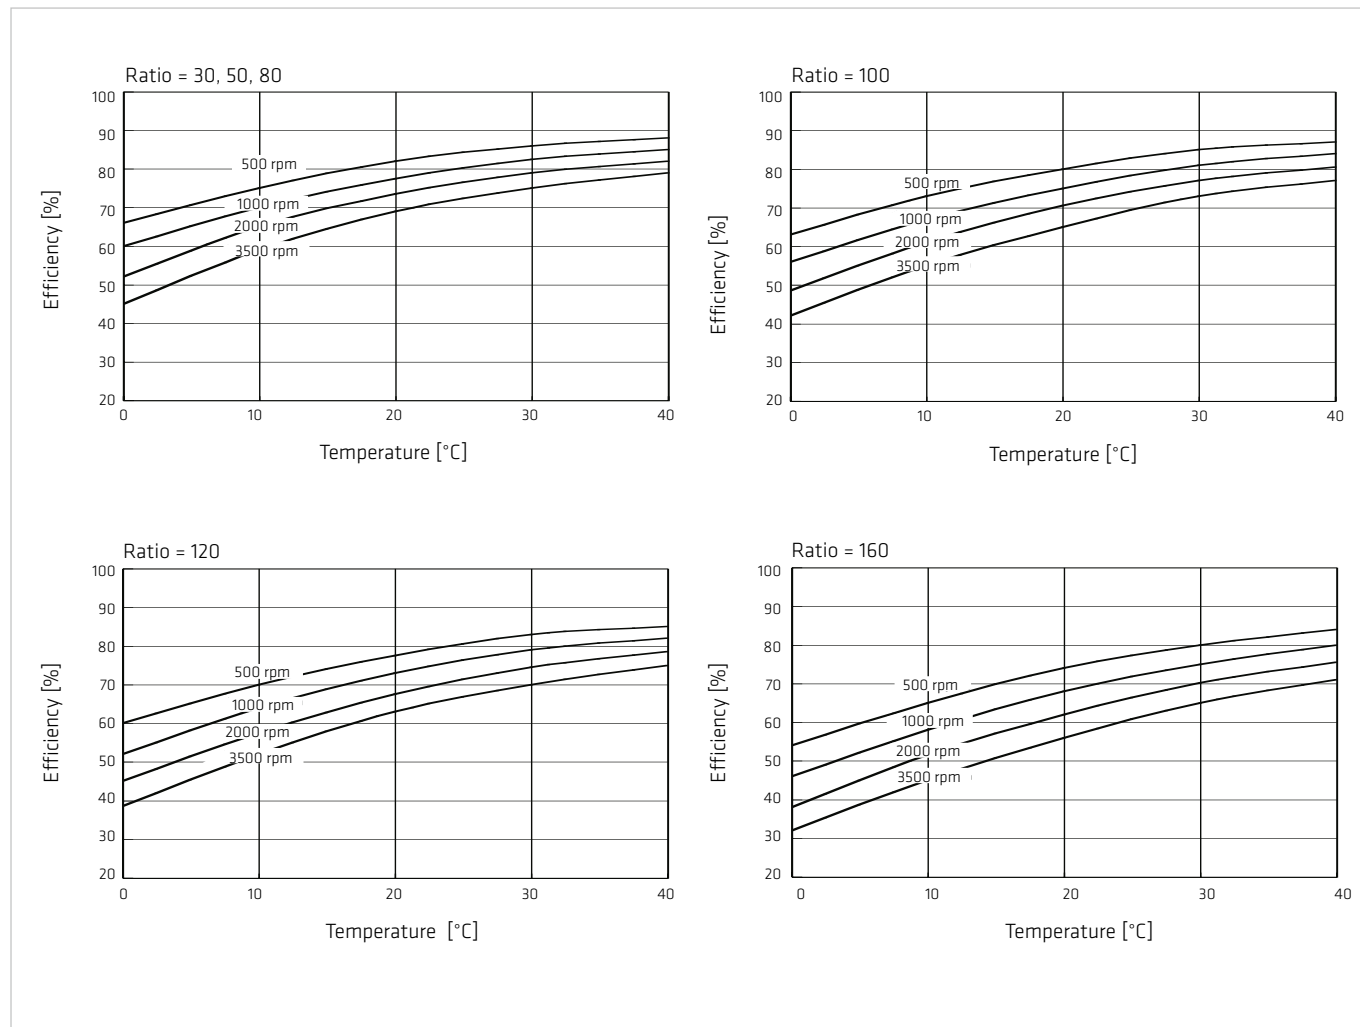 Ratio = 30, 50, 80
100
90
80
70
60
50
40
30
20
Efficiency [%]
500 rpm
1000 rpm
2000 rpm
3500 rpm
0 10 20 30 40
Temperature [°C]
Ratio = 100
100
90
80
70
60
50
40
30
20
Efficiency [%]
500 rpm
1000 rpm
2000 rpm
3500 rpm
0 10 20 30 40
Temperature [°C]
Ratio = 120
100
90
80
70
60
50
40
30
20
Efficiency [%]
500 rpm
1000 rpm
2000 rpm
3500 rpm
0 10 20 30 40
Temperature [°C]
Ratio = 160
100
90
80
70
60
50
40
30
20
Efficiency [%]
500 rpm
1000 rpm
2000 rpm
3500 rpm
0 10 20 30 40
Temperature [°C]